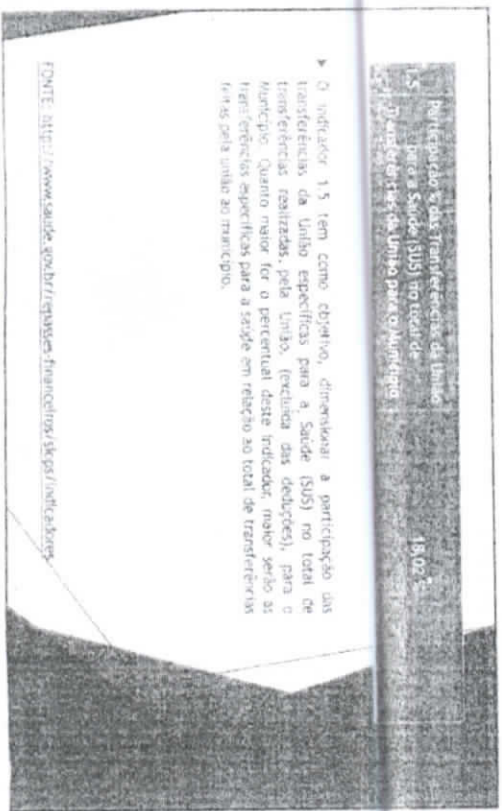 1.5 Participação % das Transferências da União
para a Saúde (SUS) no total de
Transferências da União para o Município 18,02 %
➤ O indicador 1.5 tem como objetivo, dimensionar a participação das
transferências da União específicas para a Saúde (SUS) no total de
transferências realizadas, pela União, (excluída das deduções), para o
Município. Quanto maior for o percentual deste indicador, maior serão as
transferências específicas para a saúde em relação ao total de transferências
feitas pela união ao município.
FONTE: http://www.saude.gov.br/repasses-financeiros/siops/indicadores